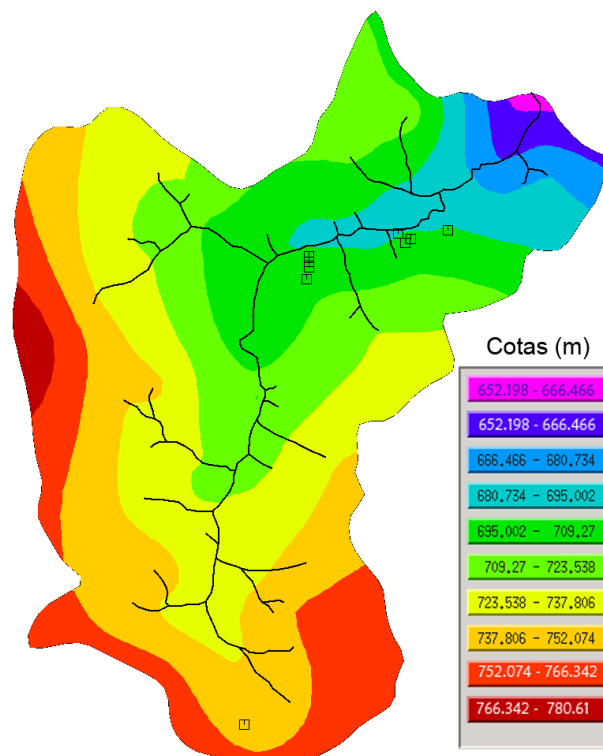 Cotas (m)
652.198 - 666.466
652.198 - 666.466
666.466 - 680.734
680.734 - 695.002
695.002 - 709.27
709.27 - 723.538
723.538 - 737.806
737.806 - 752.074
752.074 - 766.342
766.342 - 780.61